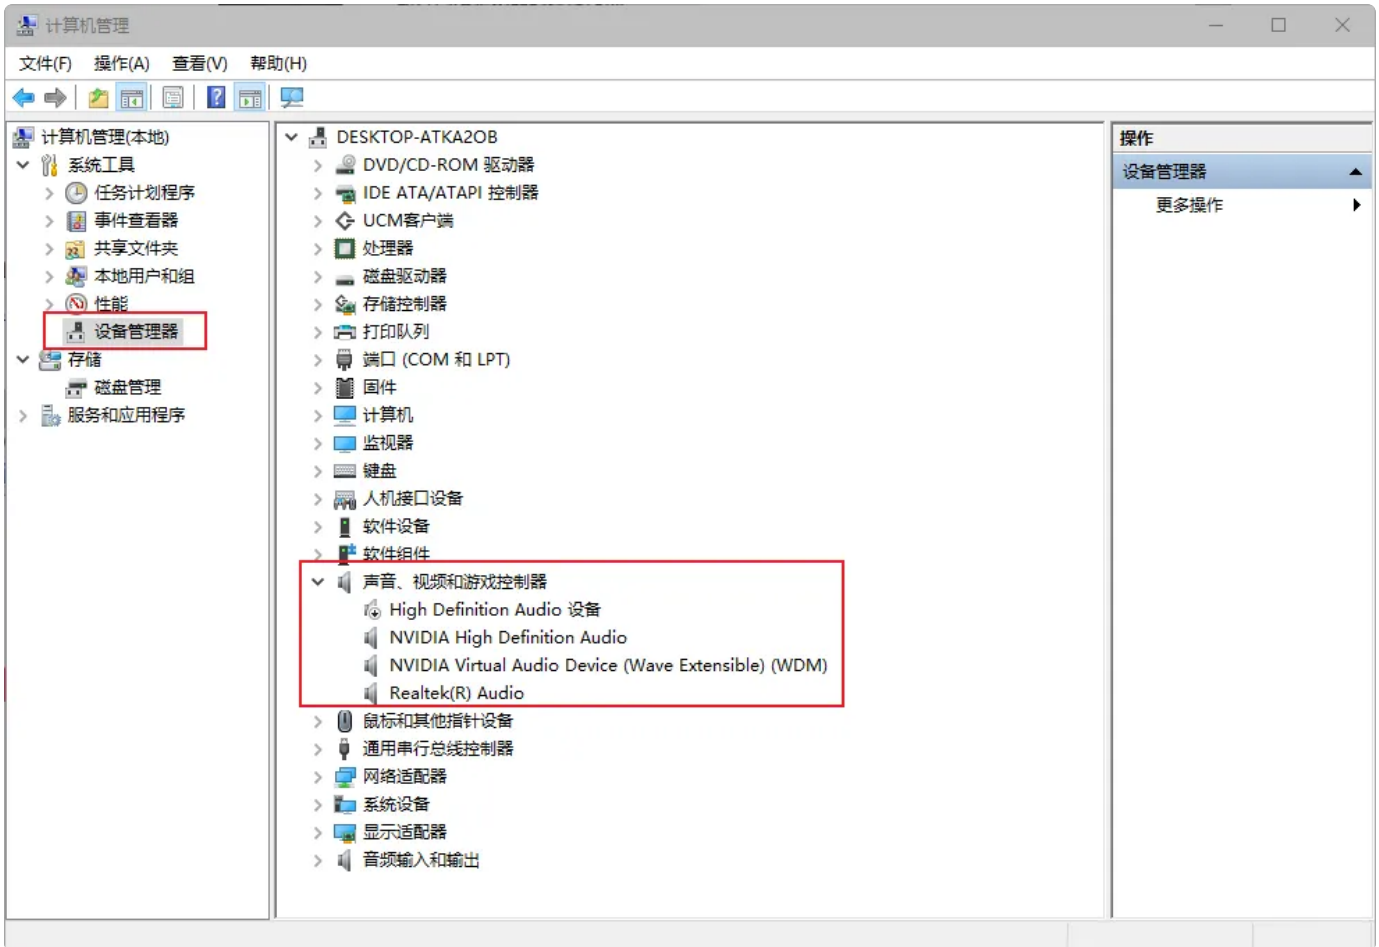 计算机管理
文件(F) 操作(A) 查看(V) 帮助(H)
计算机管理(本地)
系统工具
任务计划程序
事件查看器
共享文件夹
本地用户和组
性能
设备管理器
存储
磁盘管理
服务和应用程序
DESKTOP-ATKA2OB
DVD/CD-ROM 驱动器
IDE ATA/ATAPI 控制器
UCM客户端
处理器
磁盘驱动器
存储控制器
打印队列
端口 (COM 和 LPT)
固件
计算机
监视器
键盘
人机接口设备
软件设备
软件组件
声音、视频和游戏控制器
High Definition Audio 设备
NVIDIA High Definition Audio
NVIDIA Virtual Audio Device (Wave Extensible) (WDM)
Realtek(R) Audio
鼠标和其他指针设备
通用串行总线控制器
网络适配器
系统设备
显示适配器
音频输入和输出
操作
设备管理器
更多操作